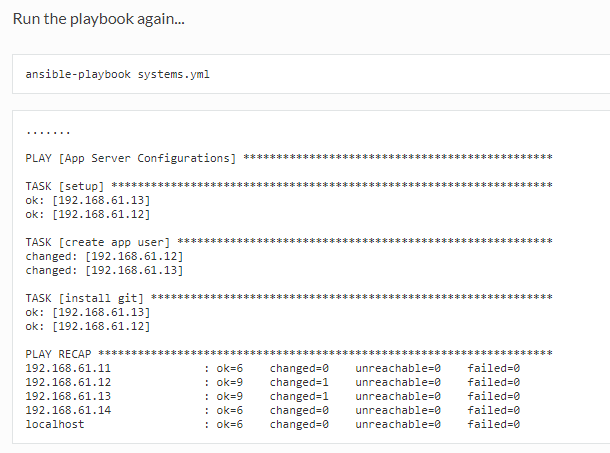 Run the playbook again...
ansible-playbook systems.yml
.......
PLAY [App Server Configurations] ***********************************************
TASK [setup] *******************************************************************
ok: [192.168.61.13]
ok: [192.168.61.12]
TASK [create app user] *********************************************************
changed: [192.168.61.12]
changed: [192.168.61.13]
TASK [install git] *************************************************************
ok: [192.168.61.13]
ok: [192.168.61.12]
PLAY RECAP *********************************************************************
192.168.61.11              : ok=6    changed=0    unreachable=0    failed=0
192.168.61.12              : ok=9    changed=1    unreachable=0    failed=0
192.168.61.13              : ok=9    changed=1    unreachable=0    failed=0
192.168.61.14              : ok=6    changed=0    unreachable=0    failed=0
localhost                  : ok=6    changed=0    unreachable=0    failed=0